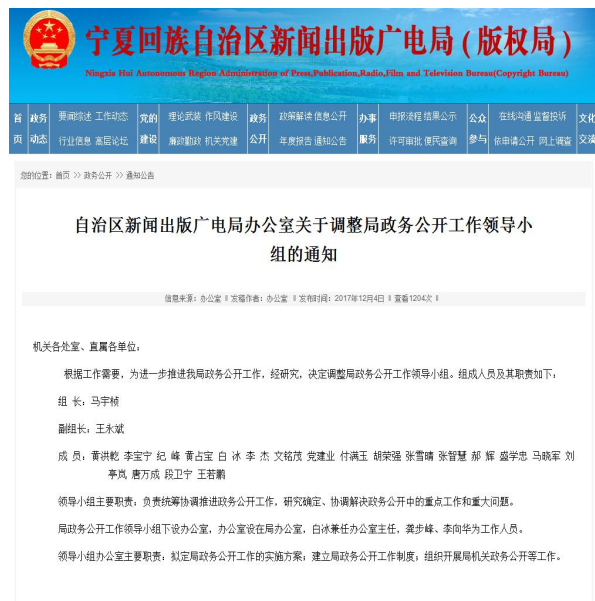 宁夏回族自治区新闻出版广电局(版权局)
Ningxia Hui Autonomous Region Administration of Press,Publication,Radio,Film and Television Bureau(Copyright Bureau)
首 政务 要闻综述 工作动态 党的 理论武装 作风建设 政务 政策解读 信息公开 办事 申报流程 结果公示 公众 在线沟通 监督投诉 文化
页 动态 行业信息 高层论坛 建设 廉政勤政 机关党建 公开 年度报告 通知公告 服务 许可审批 便民查询 参与 依申请公开 网上调查 交流
您的位置：首页 >> 政务公开 >> 通知公告
自治区新闻出版广电局办公室关于调整局政务公开工作领导小
组的通知
信息来源：办公室 ‖ 发稿作者：办公室 ‖ 发布时间：2017年12月4日 ‖ 查看1204次 ‖
机关各处室、直属各单位：
根据工作需要，为进一步推进我局政务公开工作，经研究，决定调整局政务公开工作领导小组。组成人员及其职责如下：
组 长：马宇桢
副组长：王永斌
成 员：黄洪乾 李宝宁 纪 峰 黄占宝 白 冰 李 杰 文铭茂 党建业 付满玉 胡荣强 张雪晴 张智慧 郝 辉 盛学忠 马晓军 刘
亭岚 唐万成 段卫宁 王若鹏
领导小组主要职责：负责统筹协调推进政务公开工作，研究确定、协调解决政务公开中的重点工作和重大问题。
局政务公开工作领导小组下设办公室，办公室设在局办公室，白冰兼任办公室主任，龚步峰、李向华为工作人员。
领导小组办公室主要职责：拟定局政务公开工作的实施方案；建立局政务公开工作制度；组织开展局机关政务公开等工作。